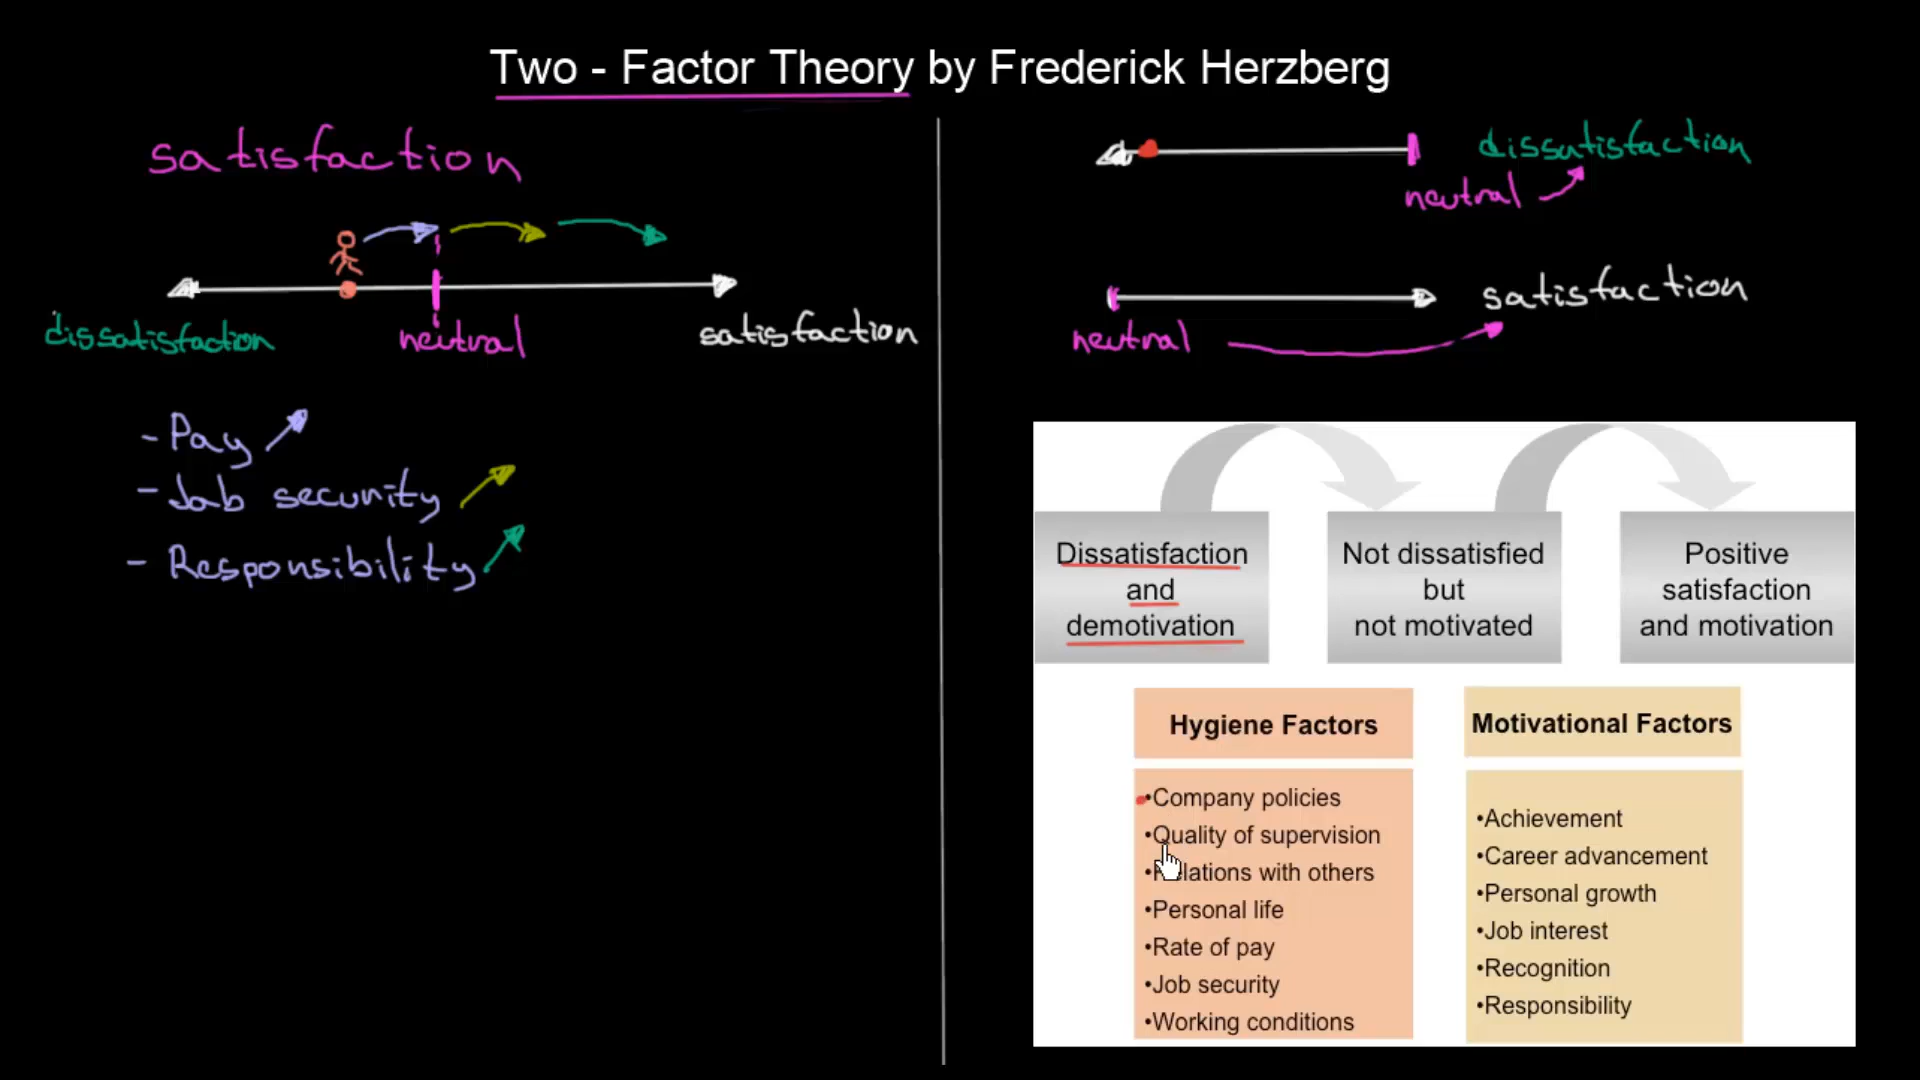 Two - Factor Theory by Frederick Herzberg
satisfaction
dissatisfaction
neutral
satisfaction
- Pay
- Job security
- Responsibility
dissatisfaction
neutral
satisfaction
neutral
Dissatisfaction
and
demotivation
Not dissatisfied
but
not motivated
Positive
satisfaction
and motivation
Hygiene Factors
•Company policies
•Quality of supervision
•Relations with others
•Personal life
•Rate of pay
•Job security
•Working conditions
Motivational Factors
•Achievement
•Career advancement
•Personal growth
•Job interest
•Recognition
•Responsibility